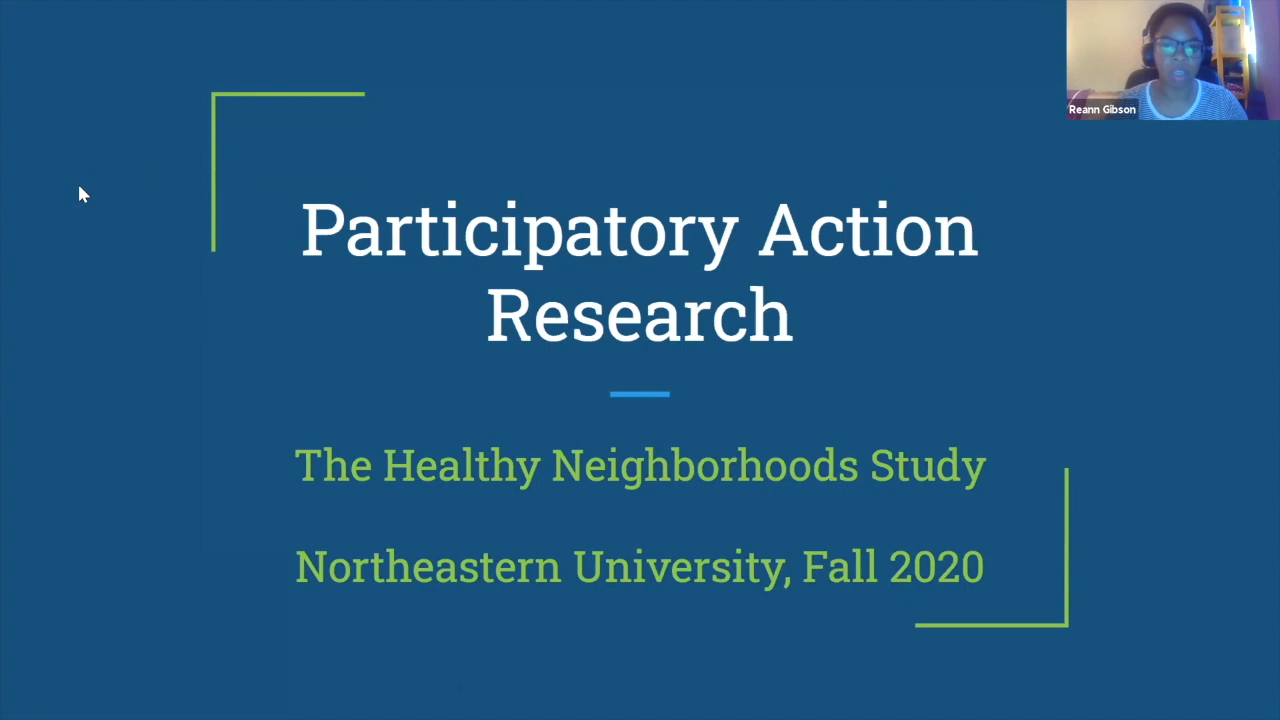 Reann Gibson
Participatory Action
Research
The Healthy Neighborhoods Study
Northeastern University, Fall 2020